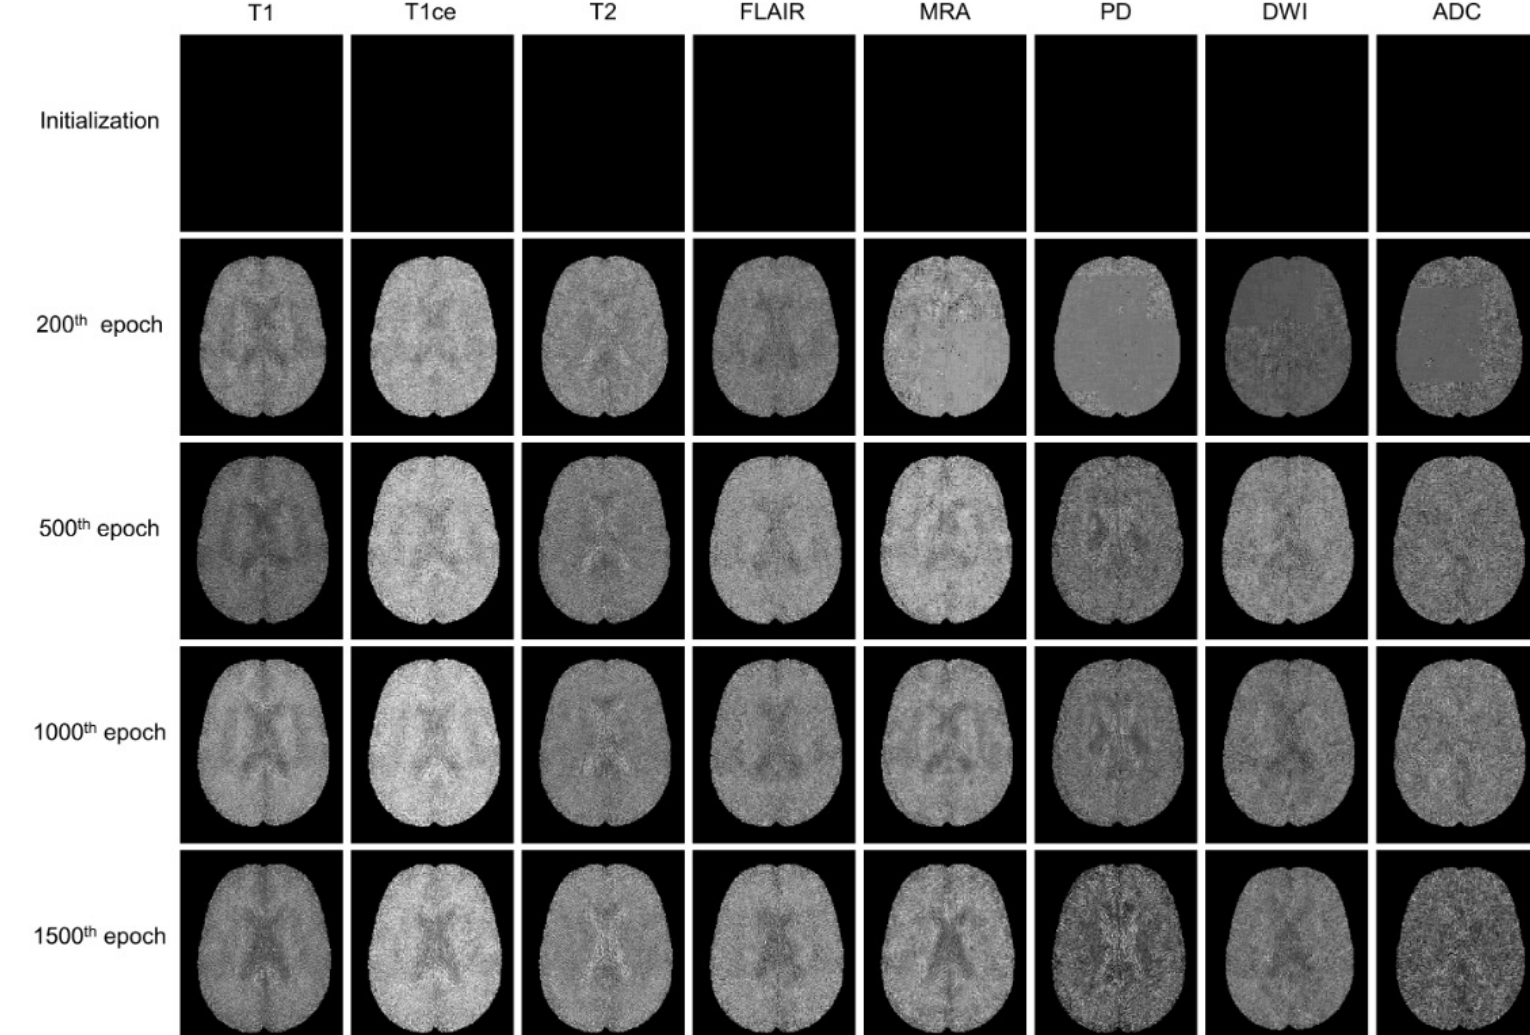 T1 T1ce T2 FLAIR MRA PD DWI ADC
Initialization
200th epoch
500th epoch
1000th epoch
1500th epoch